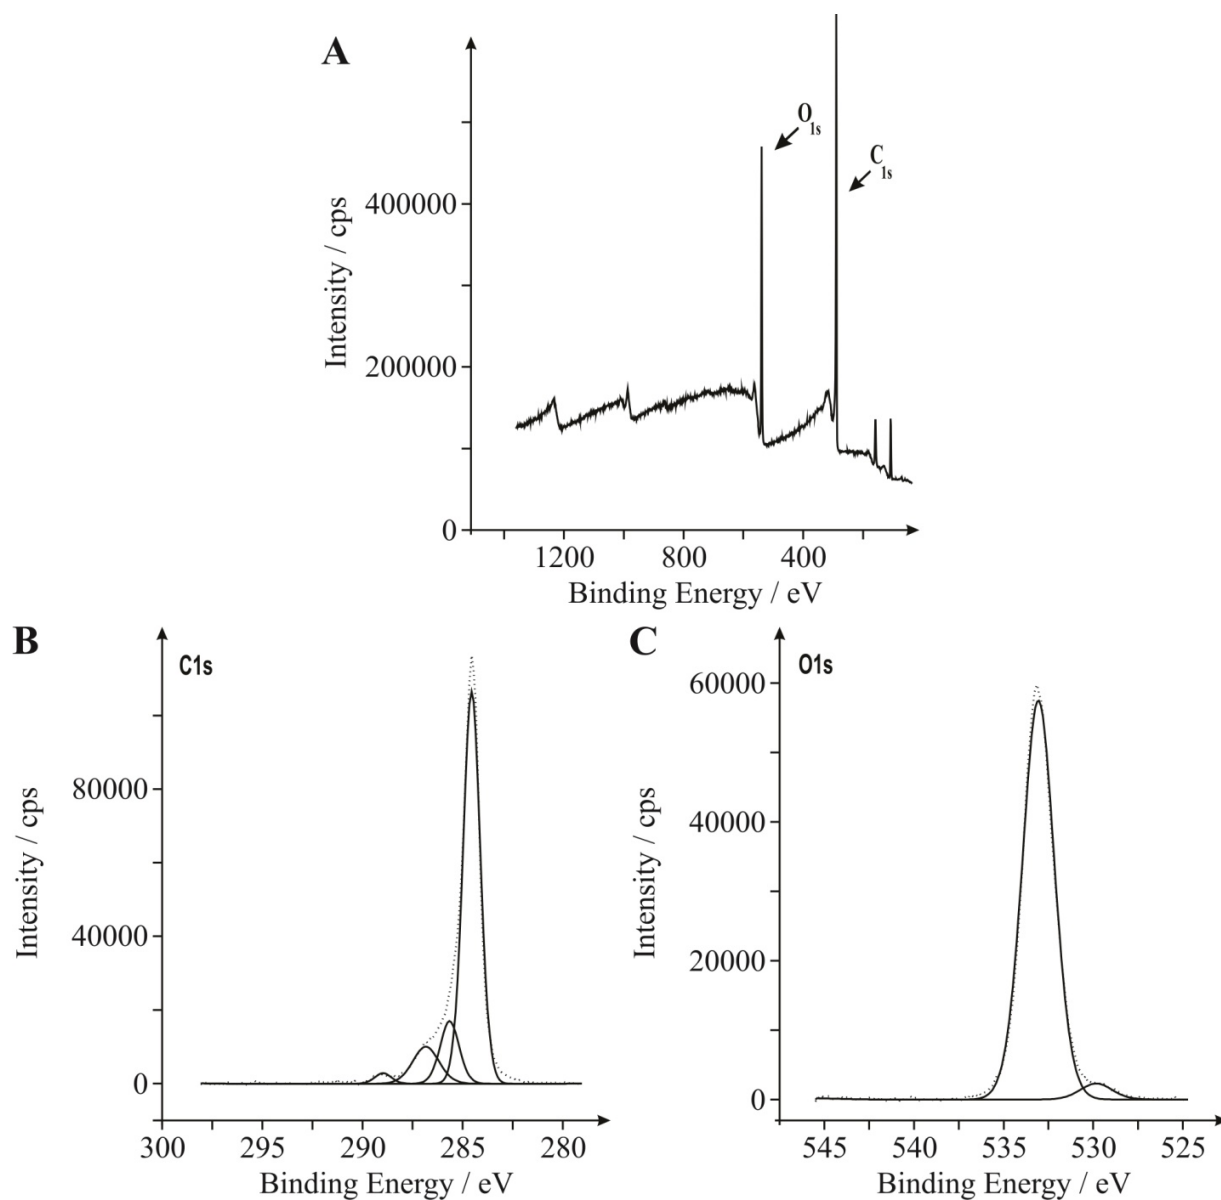 A
O1s
C1s
400000
200000
0
Intensity / cps
1200 800 400
Binding Energy / eV
B
C1s
80000
40000
0
Intensity / cps
300 295 290 285 280
Binding Energy / eV
C
O1s
60000
40000
20000
0
Intensity / cps
545 540 535 530 525
Binding Energy / eV